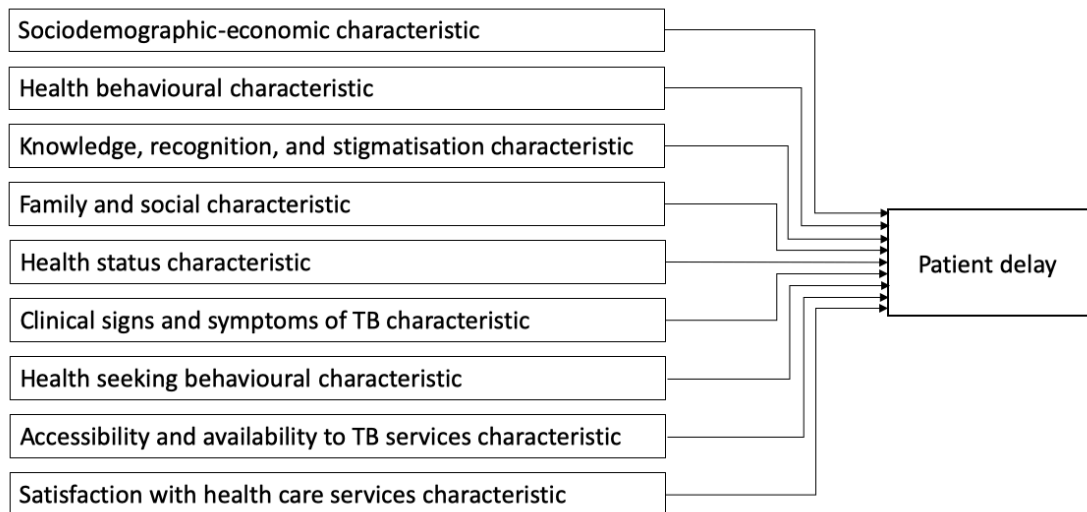 Sociodemographic-economic characteristic
Health behavioural characteristic
Knowledge, recognition, and stigmatisation characteristic
Family and social characteristic
Health status characteristic
Clinical signs and symptoms of TB characteristic
Health seeking behavioural characteristic
Accessibility and availability to TB services characteristic
Satisfaction with health care services characteristic
Patient delay